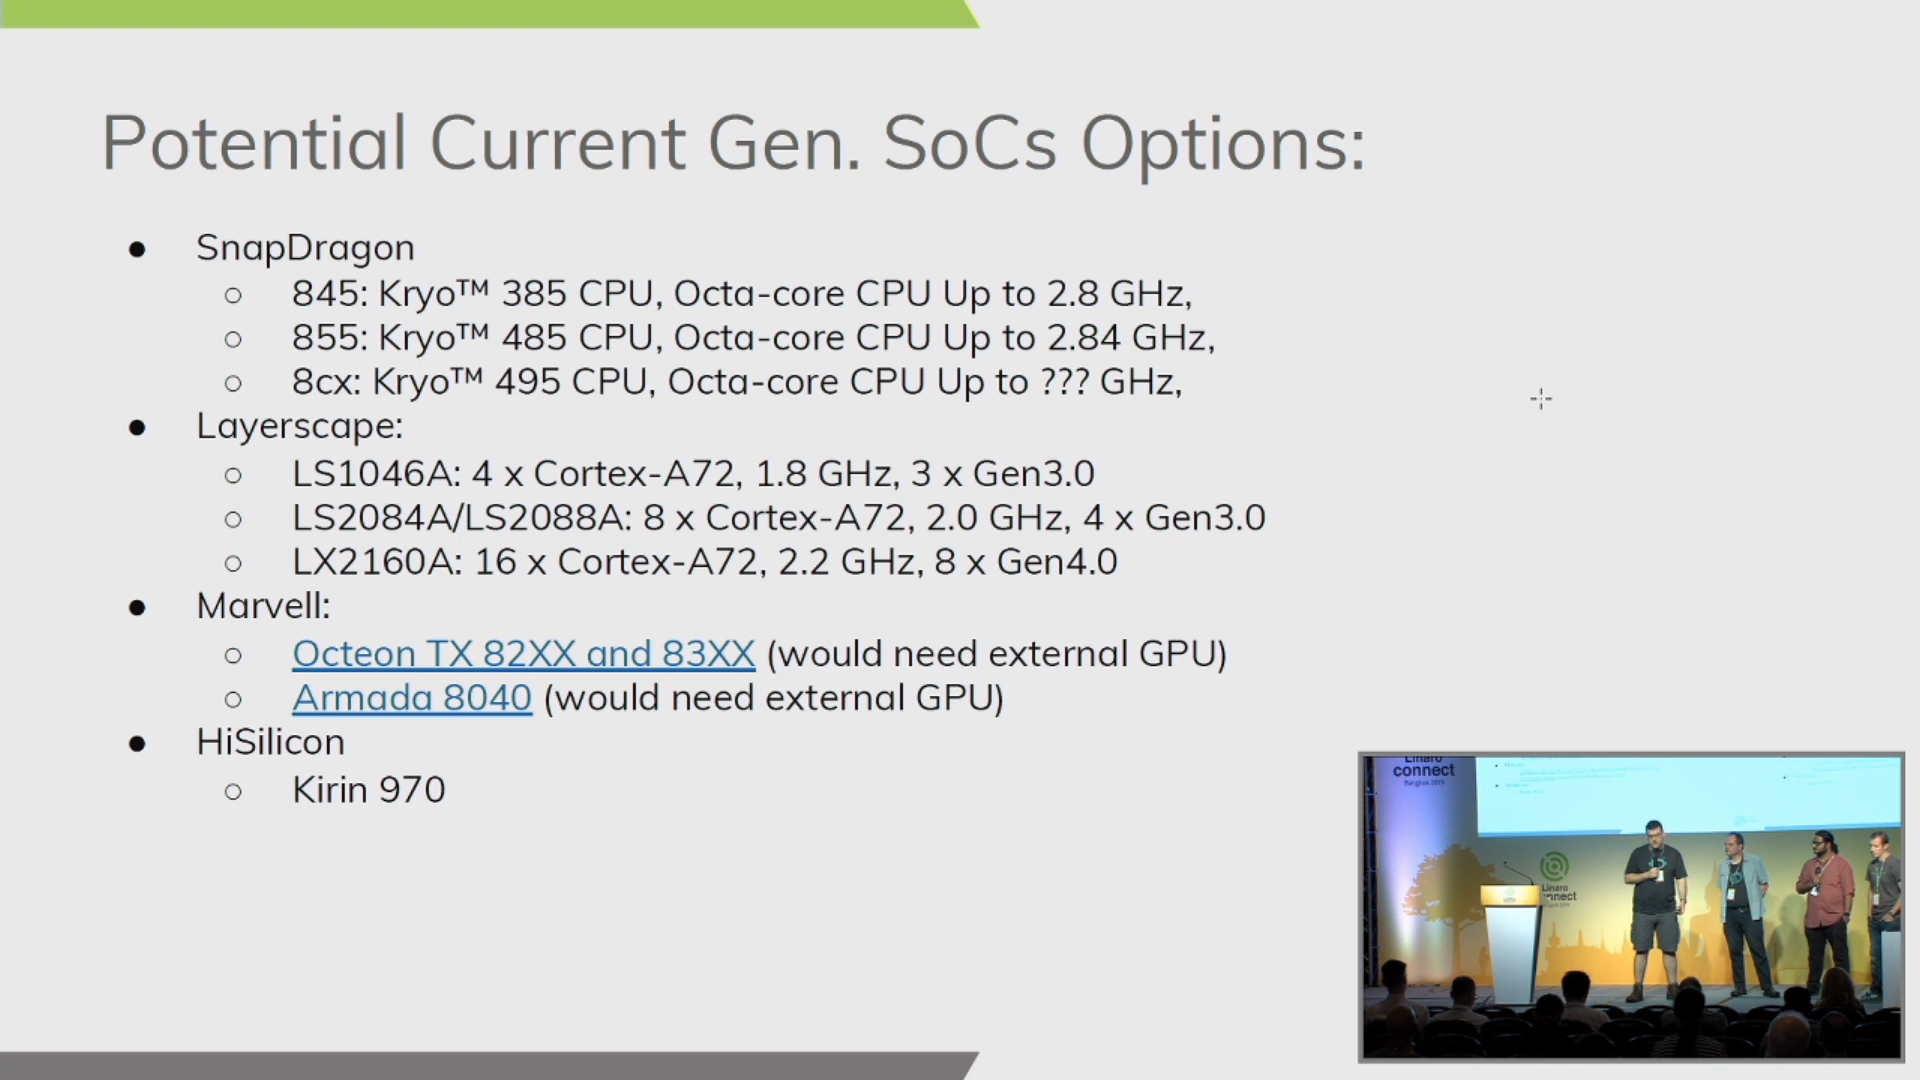 Potential Current Gen. SoCs Options:
● SnapDragon
○ 845: Kryo™ 385 CPU, Octa-core CPU Up to 2.8 GHz,
○ 855: Kryo™ 485 CPU, Octa-core CPU Up to 2.84 GHz,
○ 8cx: Kryo™ 495 CPU, Octa-core CPU Up to ??? GHz,
● Layerscape:
○ LS1046A: 4 x Cortex-A72, 1.8 GHz, 3 x Gen3.0
○ LS2084A/LS2088A: 8 x Cortex-A72, 2.0 GHz, 4 x Gen3.0
○ LX2160A: 16 x Cortex-A72, 2.2 GHz, 8 x Gen4.0
● Marvell:
○ Octeon TX 82XX and 83XX (would need external GPU)
○ Armada 8040 (would need external GPU)
● HiSilicon
○ Kirin 970
Linaro
connect
Bangkok 2019
Linaro